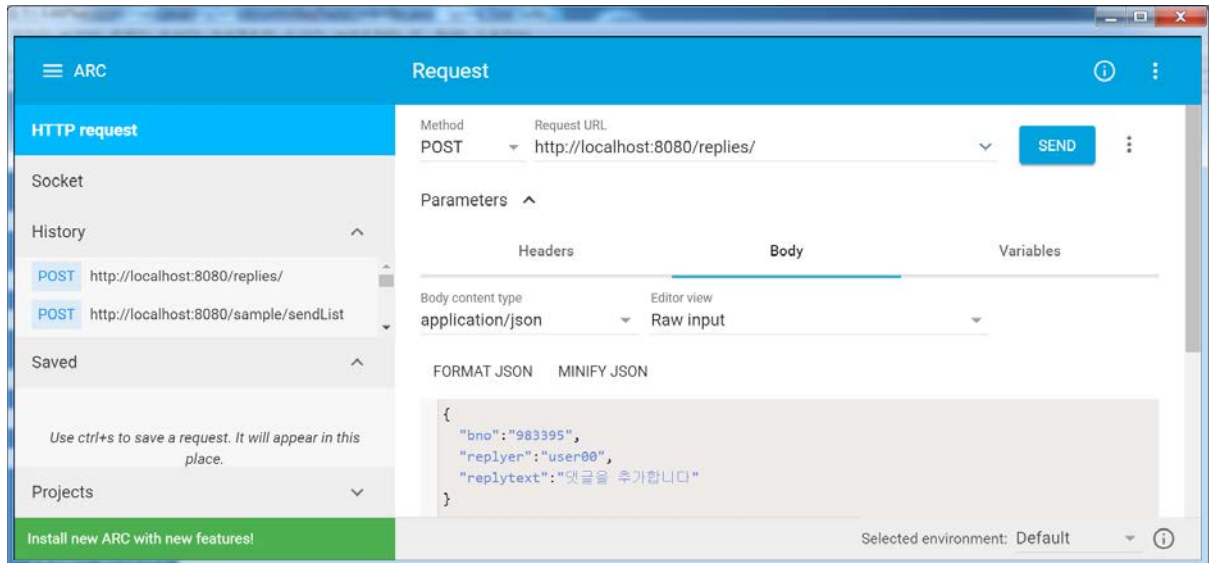 ARC
Request
HTTP request
Socket
History
POST http://localhost:8080/replies/
POST http://localhost:8080/sample/sendList
Saved
Use ctrl+s to save a request. It will appear in this
place.
Projects
Install new ARC with new features!
Method
Request URL
POST
http://localhost:8080/replies/
SEND
Parameters
Headers
Body
Variables
Body content type
Editor view
application/json
Raw input
FORMAT JSON
MINIFY JSON
{
"bno":"983395",
"replyer":"user00",
"replytext":"댓글을 추가합니다"
}
Selected environment: Default